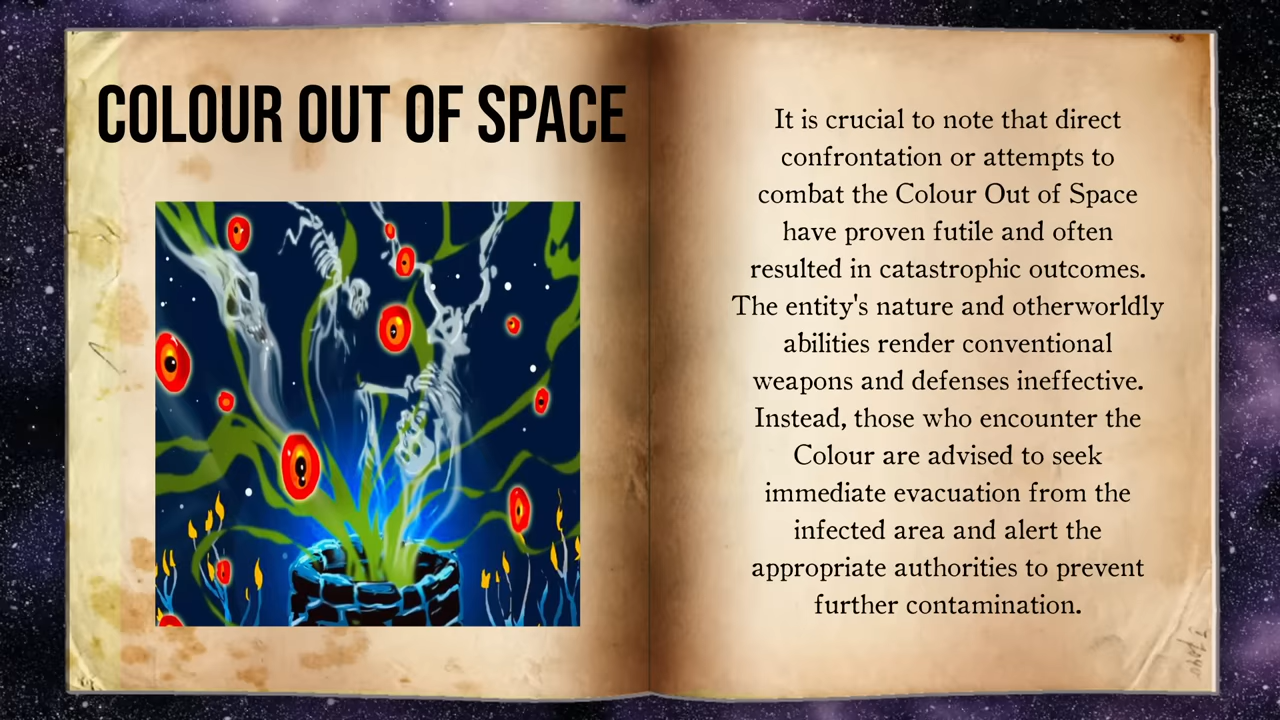 COLOUR OUT OF SPACE
It is crucial to note that direct
confrontation or attempts to
combat the Colour Out of Space
have proven futile and often
resulted in catastrophic outcomes.
The entity's nature and otherworldly
abilities render conventional
weapons and defenses ineffective.
Instead, those who encounter the
Colour are advised to seek
immediate evacuation from the
infected area and alert the
appropriate authorities to prevent
further contamination.